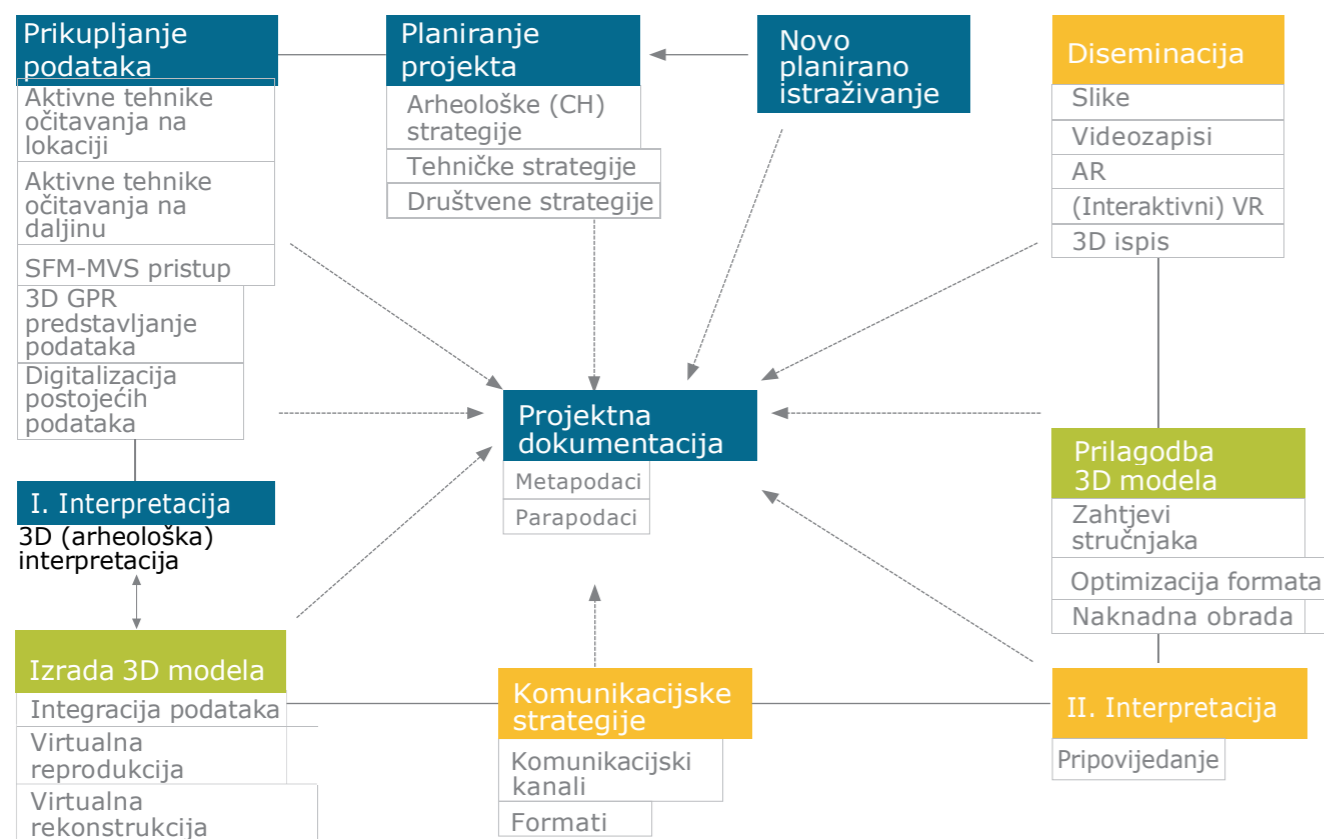 Prikupljanje
podataka
Aktivne tehnike
očitavanja na
lokaciji
Aktivne tehnike
očitavanja na
daljinu
SFM-MVS pristup
3D GPR
predstavljanje
podataka
Digitalizacija
postojećih
podataka
Planiranje
projekta
Arheološke (CH)
strategije
Tehničke strategije
Društvene strategije
Novo
planirano
istraživanje
Diseminacija
Slike
Videozapisi
AR
(Interaktivni) VR
3D ispis
Projektna
dokumentacija
Metapodaci
Parapodaci
I. Interpretacija
3D (arheološka)
interpretacija
Prilagodba
3D modela
Zahtjevi
stručnjaka
Optimizacija formata
Naknadna obrada
Izrada 3D modela
Integracija podataka
Virtualna
reprodukcija
Virtualna
rekonstrukcija
Komunikacijske
strategije
Komunikacijski
kanali
Formati
II. Interpretacija
Pripovijedanje